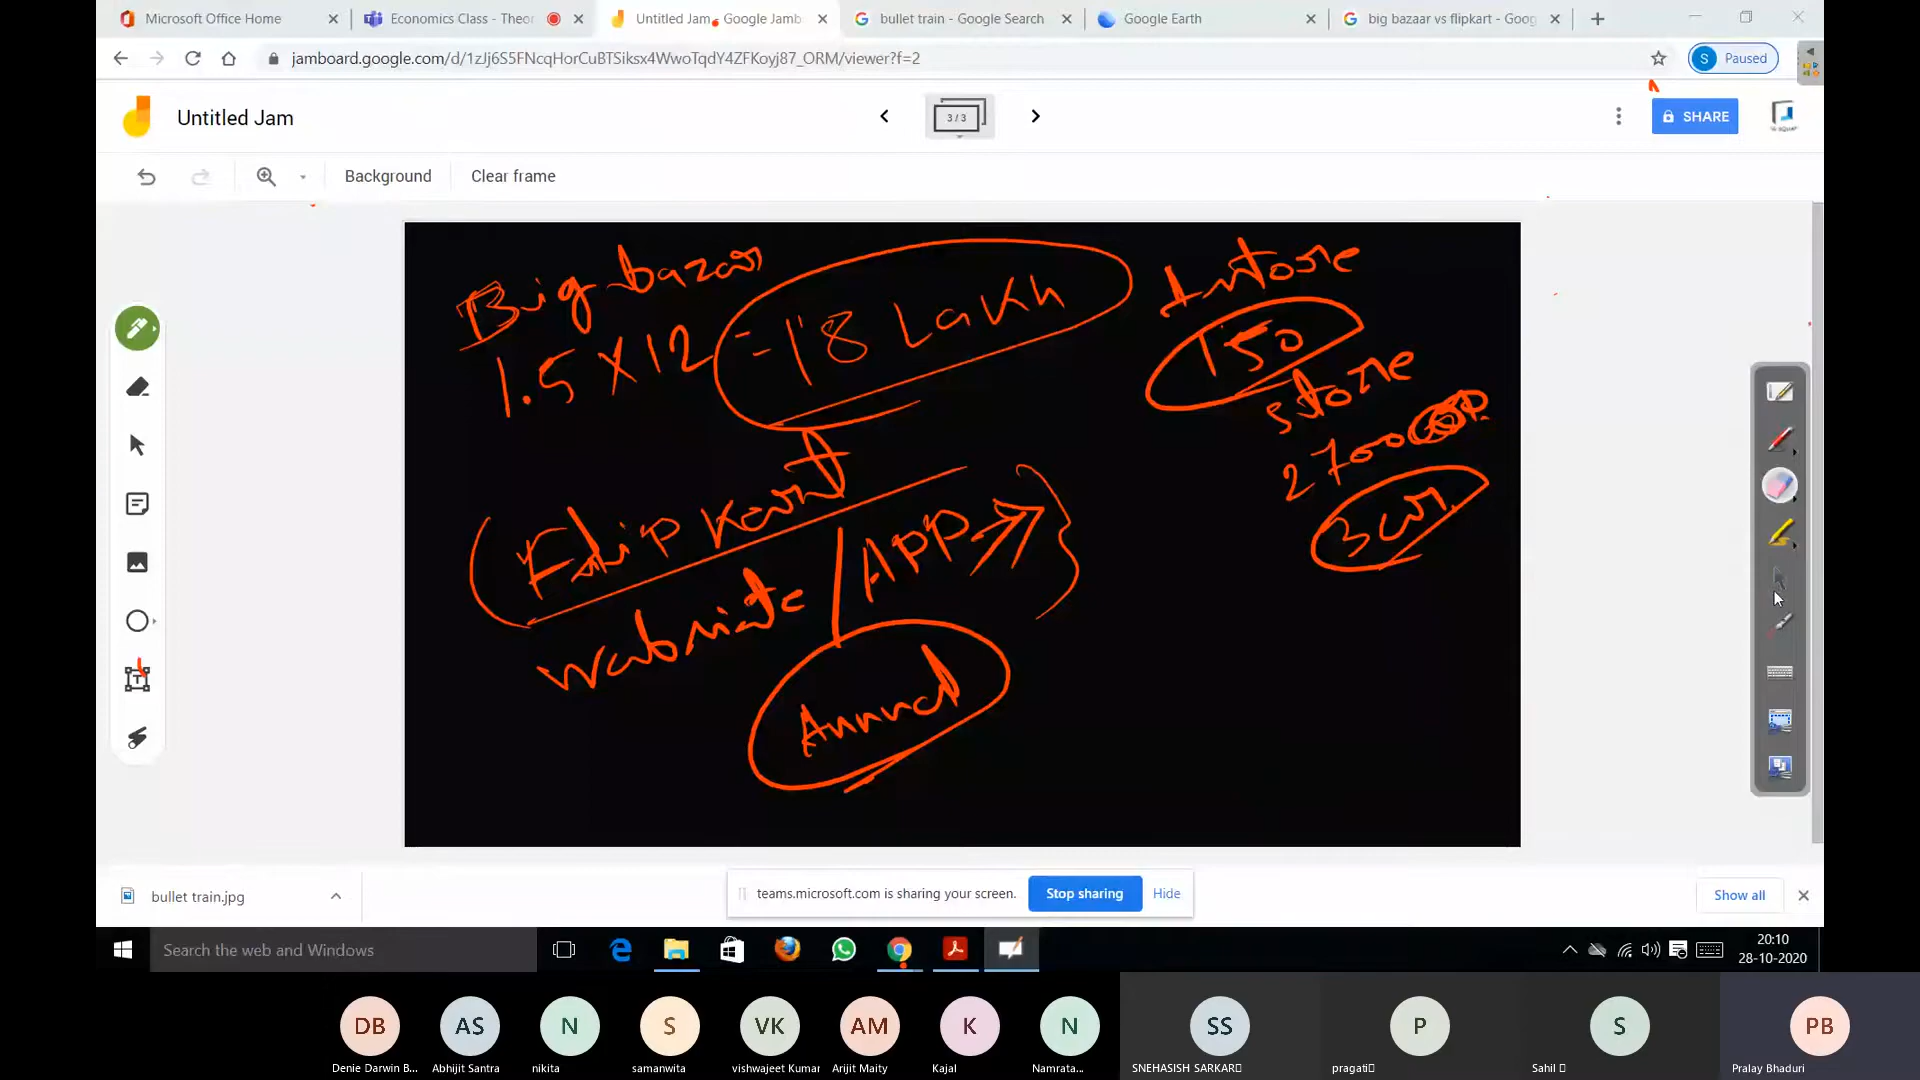 Microsoft Office Home
Economics Class - Theor
Untitled Jam - Google Jamb
bullet train - Google Search
Google Earth
big bazaar vs flipkart - Goog
jamboard.google.com/d/1zJj6S5FNcqHorCuBTSiksx4WwoTqdY4ZFKoyj87_ORM/viewer?f=2
S Paused
Untitled Jam
3 / 3
SHARE
Background
Clear frame
Big bazar
1.5 X 12 = 18 Lakh
Intore
150
store
2700
3 cr.
Flip Kart
website / APP
Annual
bullet train.jpg
teams.microsoft.com is sharing your screen.
Stop sharing
Hide
Show all
Search the web and Windows
20:10
28-10-2020
DB
AS
N
S
VK
AM
K
N
SS
P
S
PB
Denie Darwin B...
Abhijit Santra
nikita
samanwita
vishwajeet Kumar
Arijit Maity
Kajal
Namrata...
SNEHASISH SARKAR
pragati
Sahil
Pralay Bhaduri